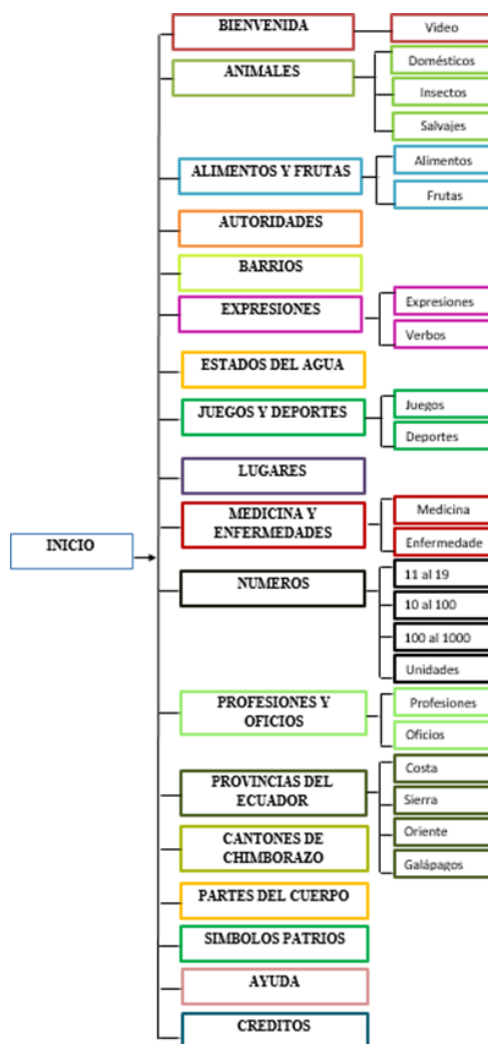 BIENVENIDA
Video
ANIMALES
Domésticos
Insectos
Salvajes
ALIMENTOS Y FRUTAS
Alimentos
Frutas
AUTORIDADES
BARRIOS
EXPRESIONES
Expresiones
Verbos
ESTADOS DEL AGUA
JUEGOS Y DEPORTES
Juegos
Deportes
LUGARES
MEDICINA Y
ENFERMEDADES
Medicina
Enfermedade
INICIO
NUMEROS
11 al 19
10 al 100
100 al 1000
Unidades
PROFESIONES Y
OFICIOS
Profesiones
Oficios
PROVINCIAS DEL
ECUADOR
Costa
Sierra
Oriente
Galápagos
CANTONES DE
CHIMBORAZO
PARTES DEL CUERPO
SIMBOLOS PATRIOS
AYUDA
CREDITOS